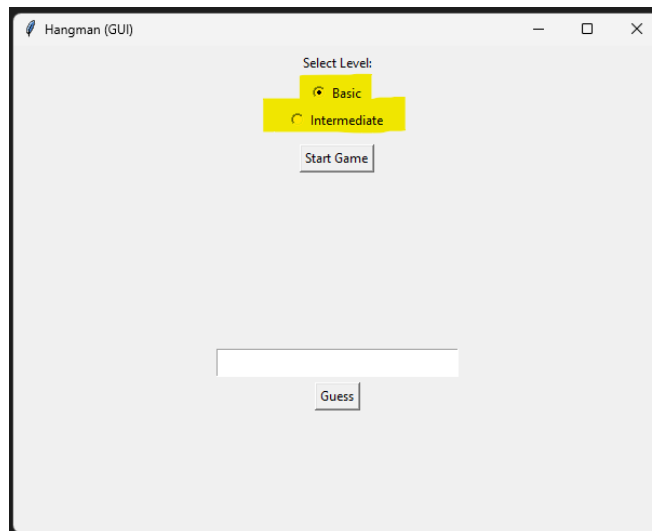 Hangman (GUI)
Select Level:
Basic
Intermediate
Start Game
Guess